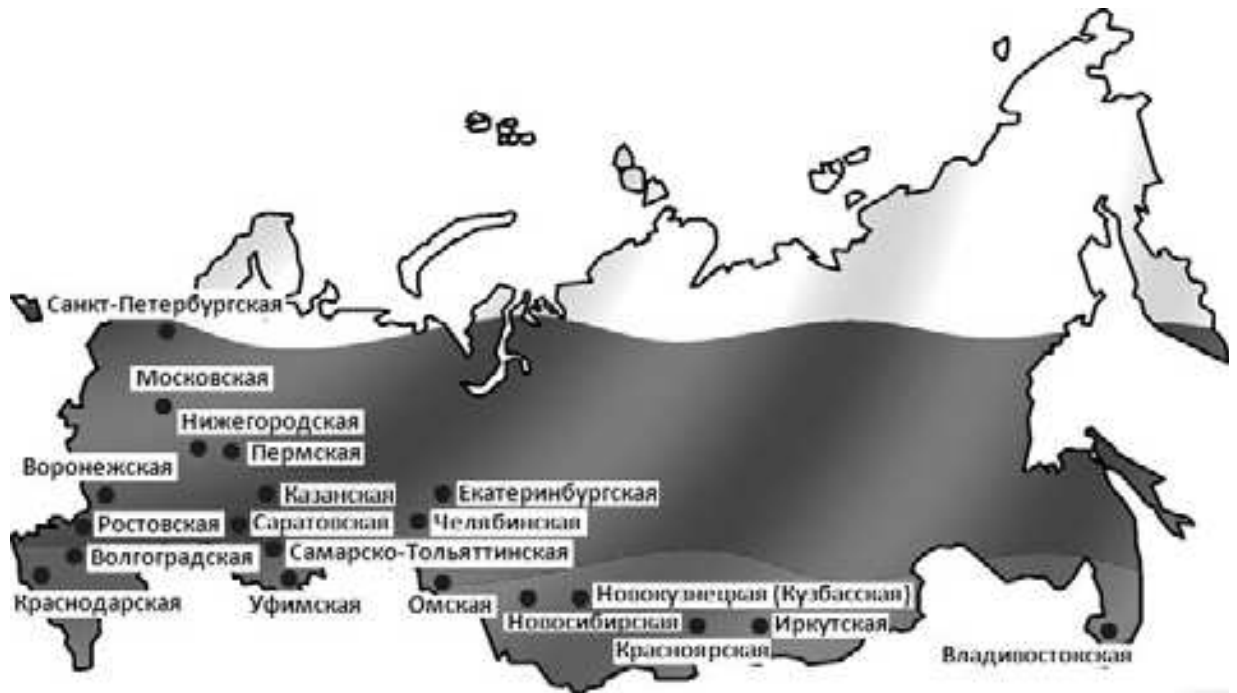 Санкт-Петербургская
Московская
Нижегородская
Пермская
Воронежская
Казанская
Екатеринбургская
Ростовская
Саратовская
Челябинская
Волгоградская
Самарско-Тольяттинская
Краснодарская
Уфимская
Омская
Новокузнецкая (Кузбасская)
Новосибирская
Иркутская
Красноярская
Владивостокская